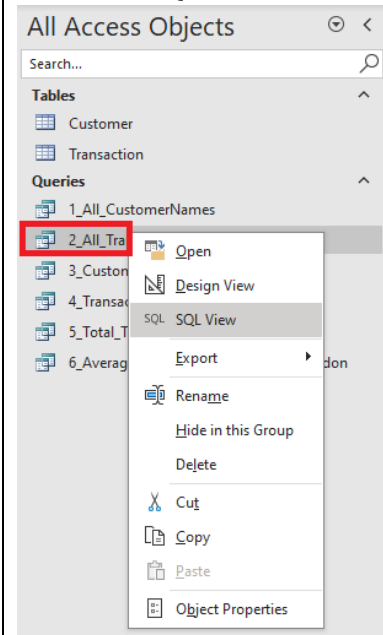 All Access Objects
Search...
Tables
Customer
Transaction
Queries
1_All_CustomerNames
2_All_Tra
3_Custon
4_Transac
5_Total_T
6_Averag don
Open
Design View
SQL SQL View
Export
Rename
Hide in this Group
Delete
Cut
Copy
Paste
Object Properties